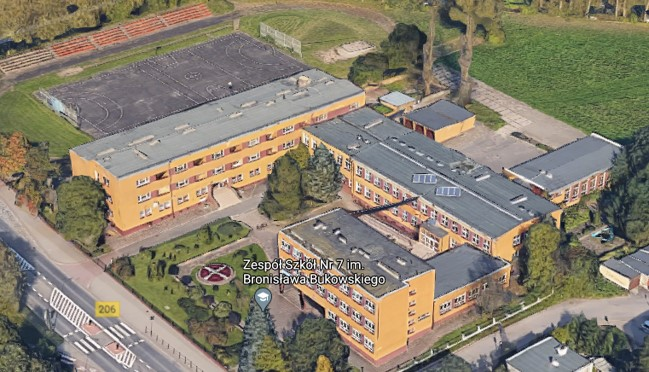 Zespół Szkół Nr 7 im.
Bronisława Bukowskiego
206